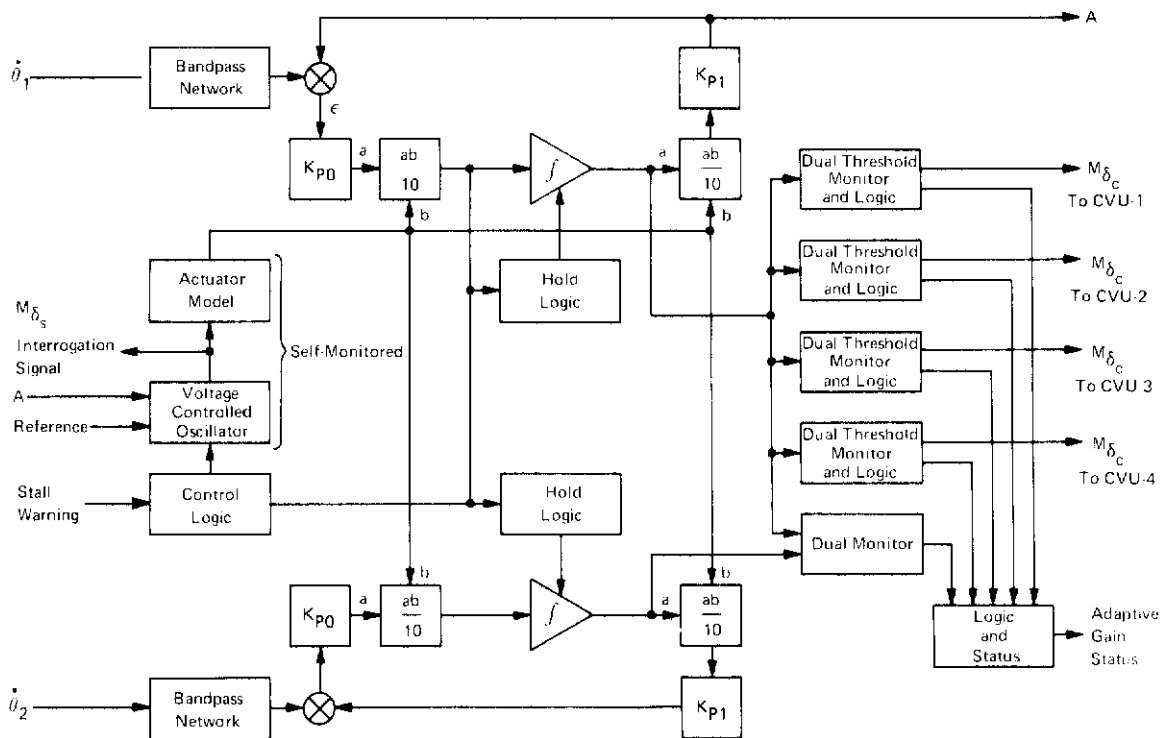 A
θ̇1
Bandpass
Network
KP1
ϵ
KP0
a
ab
10
∫
a
ab
10
b
b
Dual Threshold
Monitor
and Logic
Mδc
To CVU-1
Actuator
Model
Hold
Logic
Dual Threshold
Monitor
and Logic
Mδc
To CVU-2
Mδs
Interrogation
Signal
Self-Monitored
Dual Threshold
Monitor
and Logic
Mδc
To CVU 3
A
Reference
Voltage
Controlled
Oscillator
Dual Threshold
Monitor
and Logic
Mδc
To CVU-4
Stall
Warning
Control
Logic
Hold
Logic
Dual Monitor
b
b
KP0
a
ab
10
∫
a
ab
10
Logic
and
Status
Adaptive
Gain
Status
θ̇2
Bandpass
Network
KP1